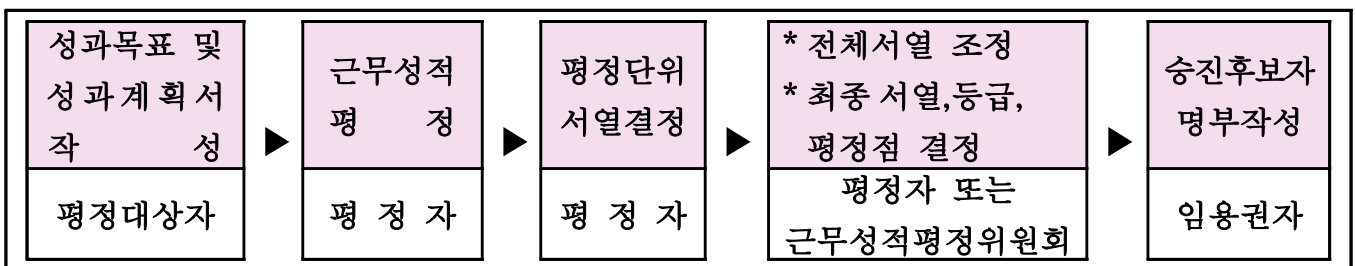 성과목표 및
성과계획서
작 성
평정대상자
▶
근무성적
평 정
평 정 자
▶
평정단위
서열결정
평 정 자
▶
* 전체서열 조정
* 최종 서열,등급,
평정점 결정
평정자 또는
근무성적평정위원회
▶
승진후보자
명부작성
임용권자